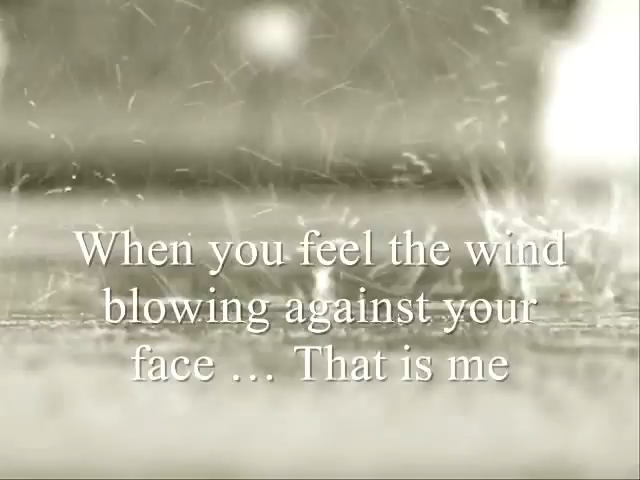 When you feel the wind
blowing against your
face … That is me